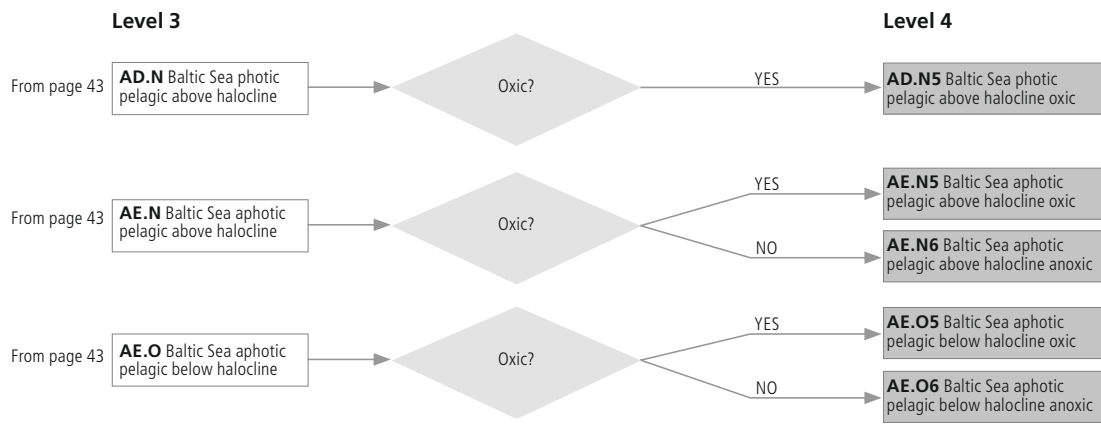 Level 3
Level 4
From page 43
AD.N Baltic Sea photic
pelagic above halocline
Oxic?
YES
AD.N5 Baltic Sea photic
pelagic above halocline oxic
From page 43
AE.N Baltic Sea aphotic
pelagic above halocline
Oxic?
YES
AE.N5 Baltic Sea aphotic
pelagic above halocline oxic
NO
AE.N6 Baltic Sea aphotic
pelagic above halocline anoxic
From page 43
AE.O Baltic Sea aphotic
pelagic below halocline
Oxic?
YES
AE.O5 Baltic Sea aphotic
pelagic below halocline oxic
NO
AE.O6 Baltic Sea aphotic
pelagic below halocline anoxic